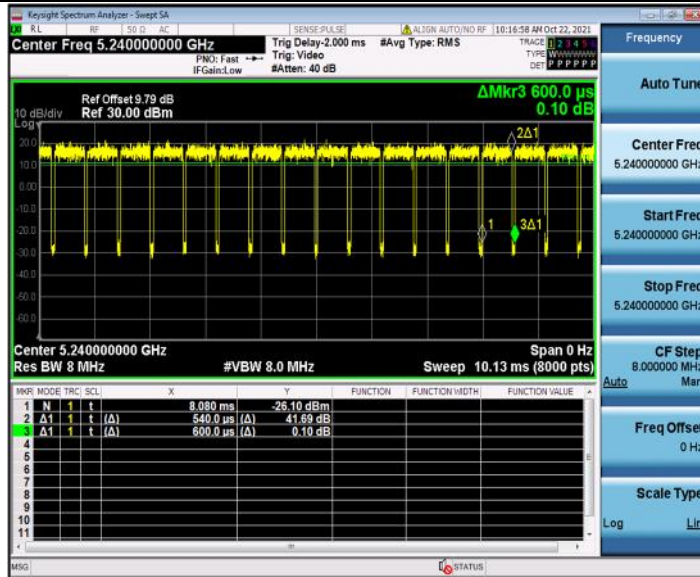 Keysight Spectrum Analyzer - Swept SA
RL RF 50 Ω AC SENSE:PULSE ALIGN AUTO/NO RF 10:16:58 AM Oct 22, 2021
Center Freq 5.240000000 GHz
PNO: Fast
IFGain:Low
Trig Delay-2.000 ms
Trig: Video
#Atten: 40 dB
#Avg Type: RMS
TRACE 1 2 3 4 5 6
TYPE
DET P P P P P P
Frequency
Auto Tune
ΔMkr3 600.0 µs
0.10 dB
Ref Offset 9.79 dB
10 dB/div Ref 30.00 dBm
Log
20.0
10.0
0.00
-10.0
-20.0
-30.0
-40.0
-50.0
-60.0
2Δ1
1
3Δ1
Center Freq
5.240000000 GHz
Start Freq
5.240000000 GHz
Stop Freq
5.240000000 GHz
Center 5.240000000 GHz Span 0 Hz
Res BW 8 MHz #VBW 8.0 MHz Sweep 10.13 ms (8000 pts)
CF Step
8.000000 MHz
Auto Man
MKR MODE TRC SCL X Y FUNCTION FUNCTION WIDTH FUNCTION VALUE
1 N 1 t 8.080 ms -26.10 dBm
2 Δ1 1 t (Δ) 540.0 µs (Δ) 41.69 dB
3 Δ1 1 t (Δ) 600.0 µs (Δ) 0.10 dB
4
5
6
7
8
9
10
11
Freq Offset
0 Hz
Scale Type
Log Lin
MSG STATUS